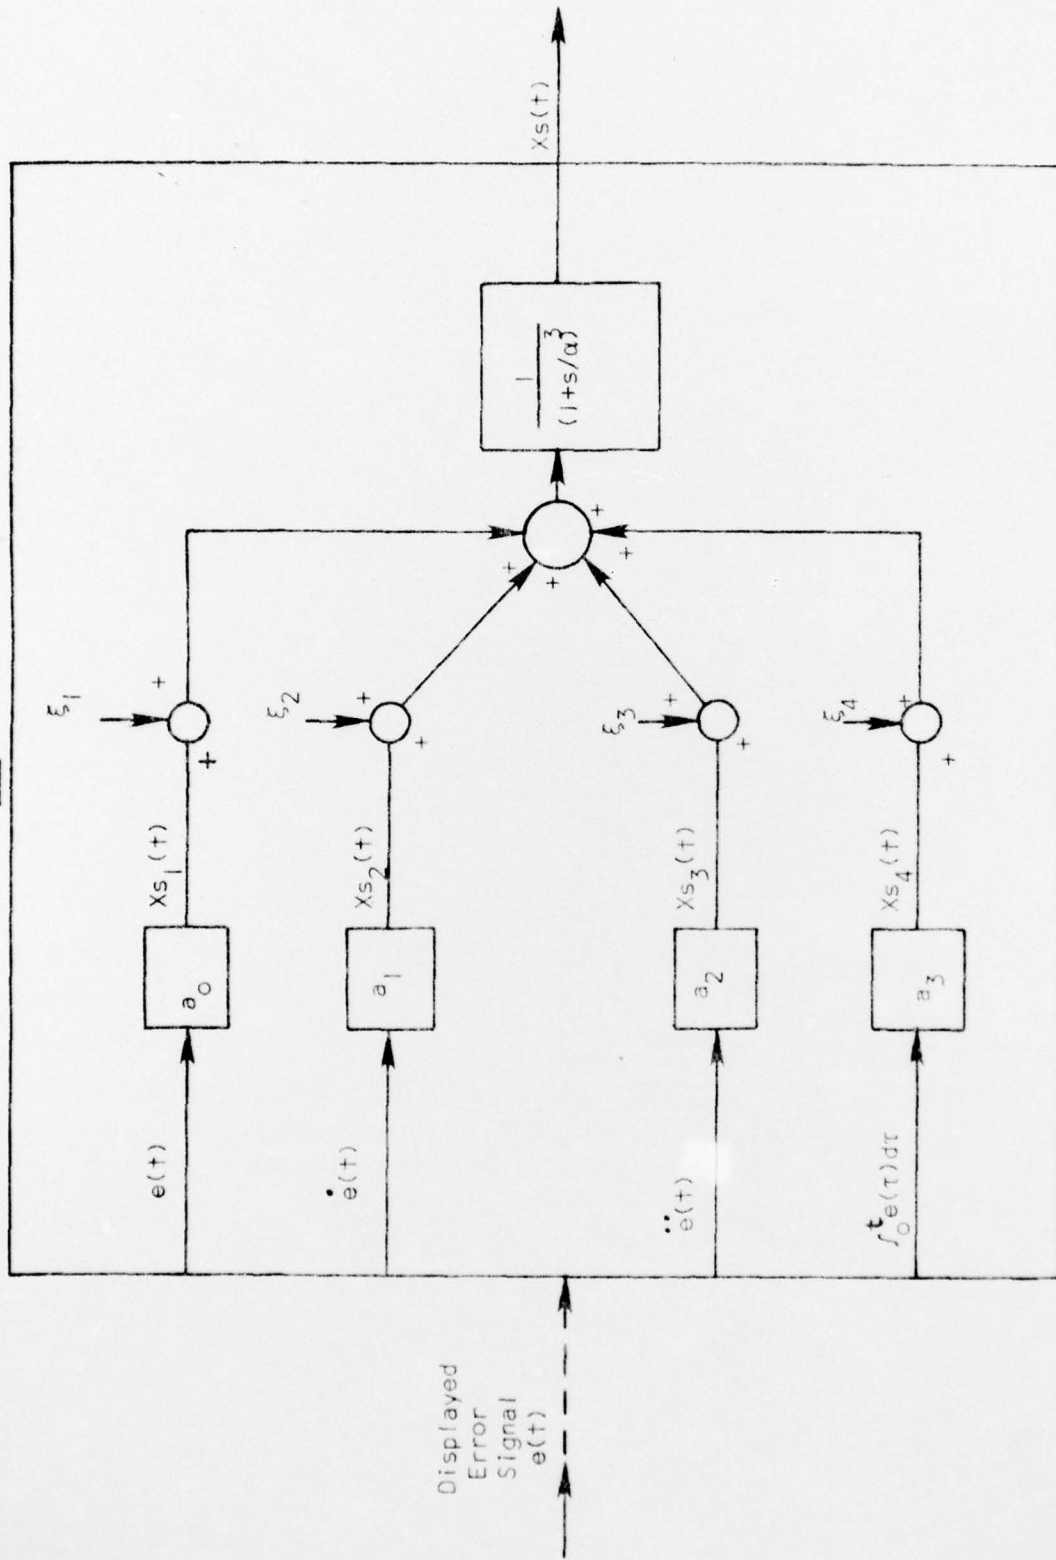 Displayed
Error
Signal
e(t)
e(t)
a₀
Xs₁(t)
+
ξ₁
+
ė(t)
a₁
Xs₂(t)
+
ξ₂
+
ë(t)
a₂
Xs₃(t)
+
ξ₃
+
∫₀ᵗ e(τ)dτ
a₃
Xs₄(t)
+
ξ₄
+
+
+
+
+
1
(1+s/α)³
Xs(t)